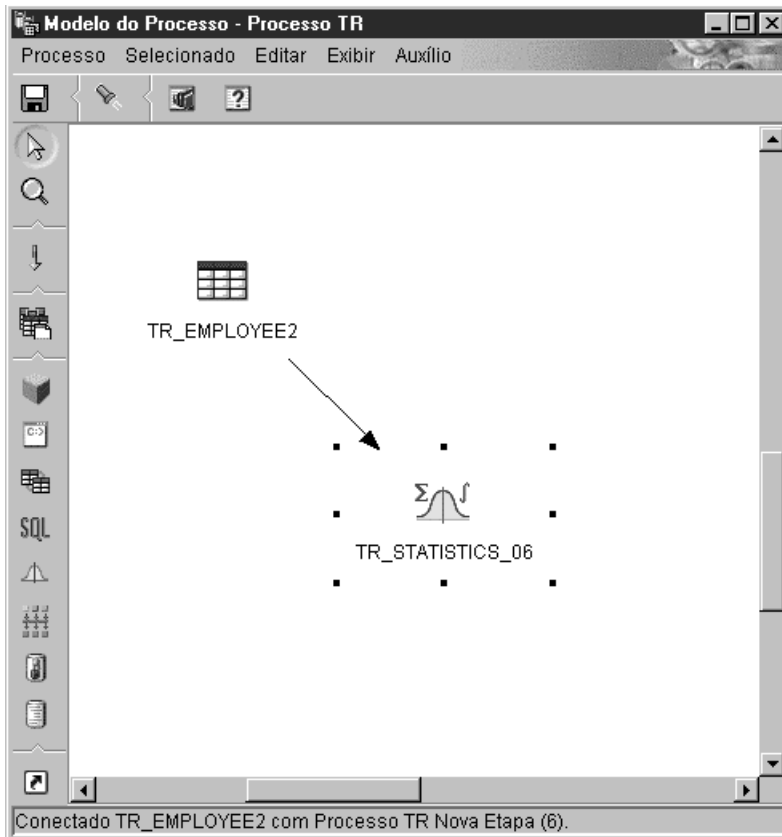 Modelo do Processo - Processo TR
Processo Selecionado Editar Exibir Auxílio
TR_EMPLOYEE2
TR_STATISTICS_06
SQL
Conectado TR_EMPLOYEE2 com Processo TR Nova Etapa (6).